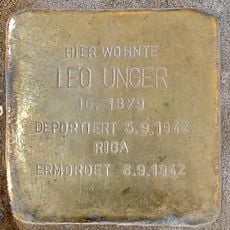 HIER WOHNTE
LEO UNGER
JG. 1879
DEPORTIERT 5.9.1942
RIGA
ERMORDET 8.9.1942